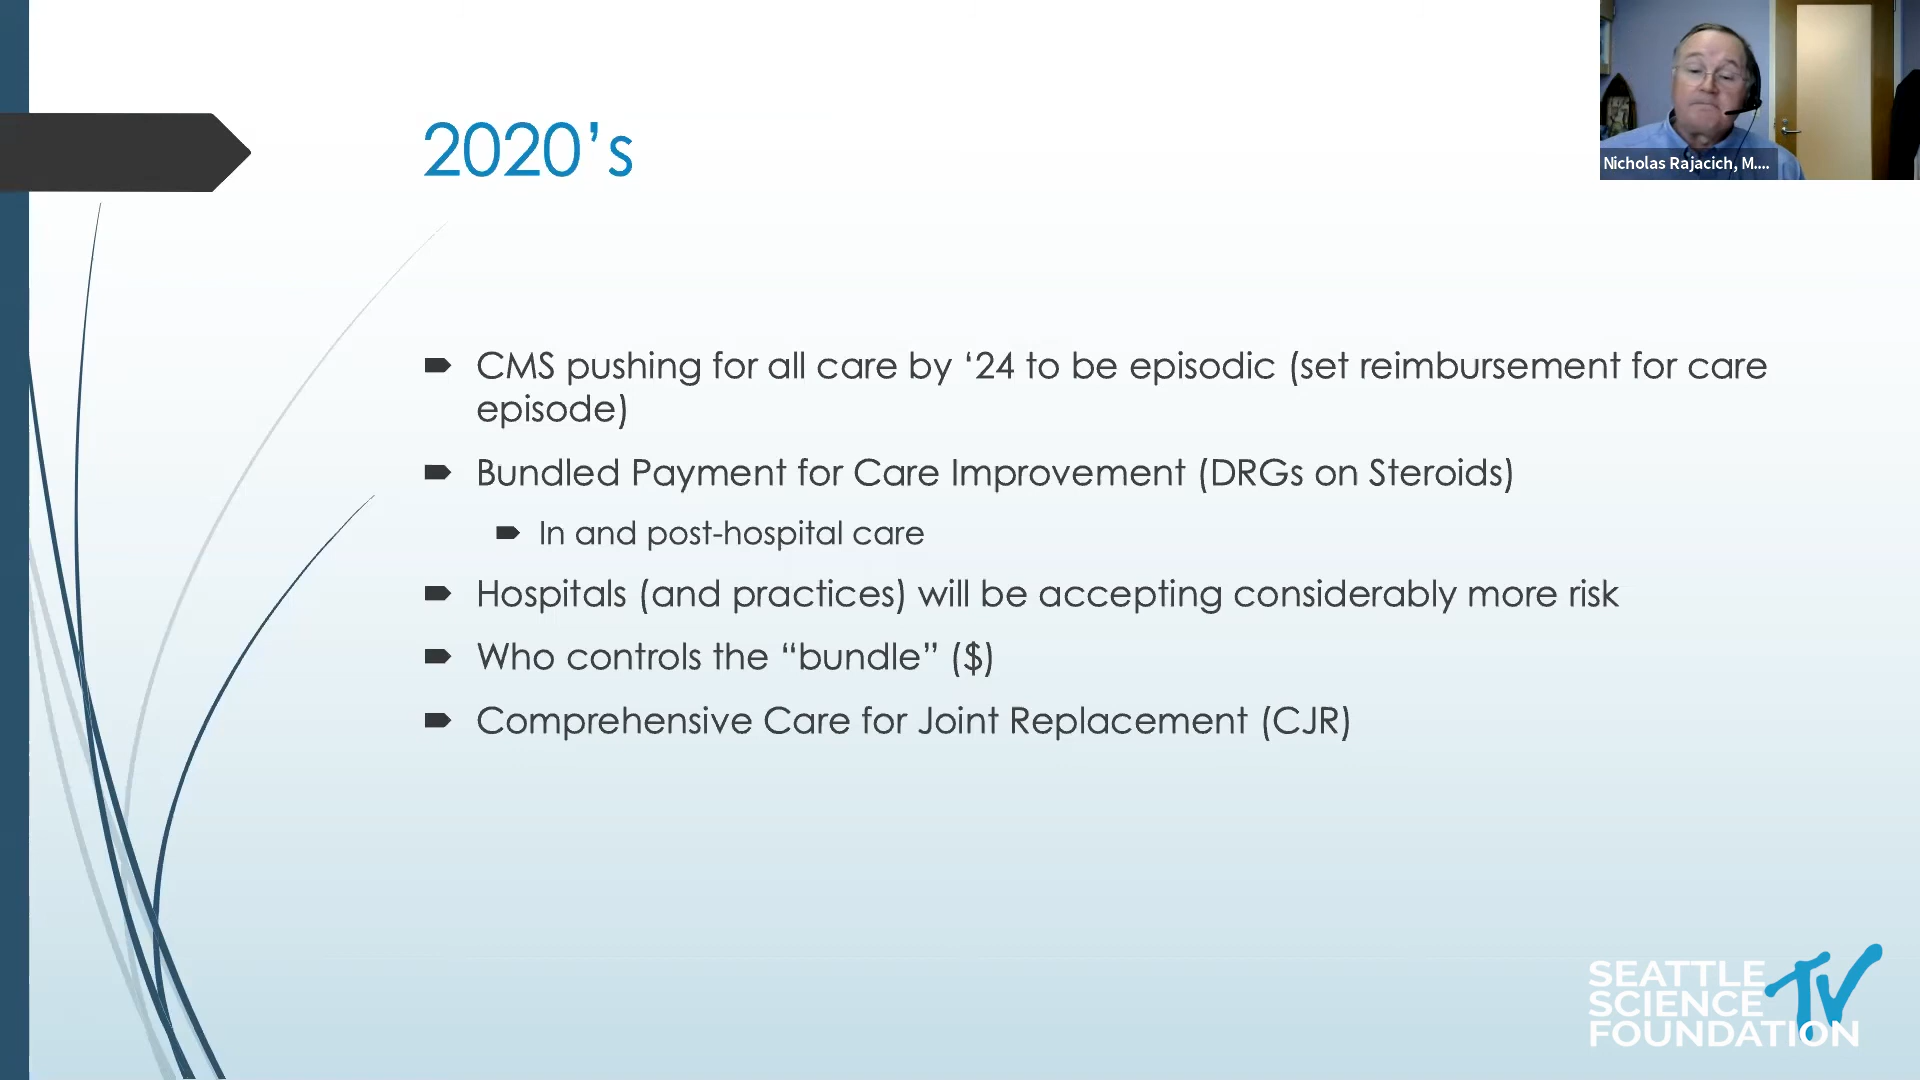 2020’s
Nicholas Rajacich, M....
CMS pushing for all care by ‘24 to be episodic (set reimbursement for care
episode)
Bundled Payment for Care Improvement (DRGs on Steroids)
In and post-hospital care
Hospitals (and practices) will be accepting considerably more risk
Who controls the “bundle” ($)
Comprehensive Care for Joint Replacement (CJR)
SEATTLE
SCIENCE
FOUNDATION
TV